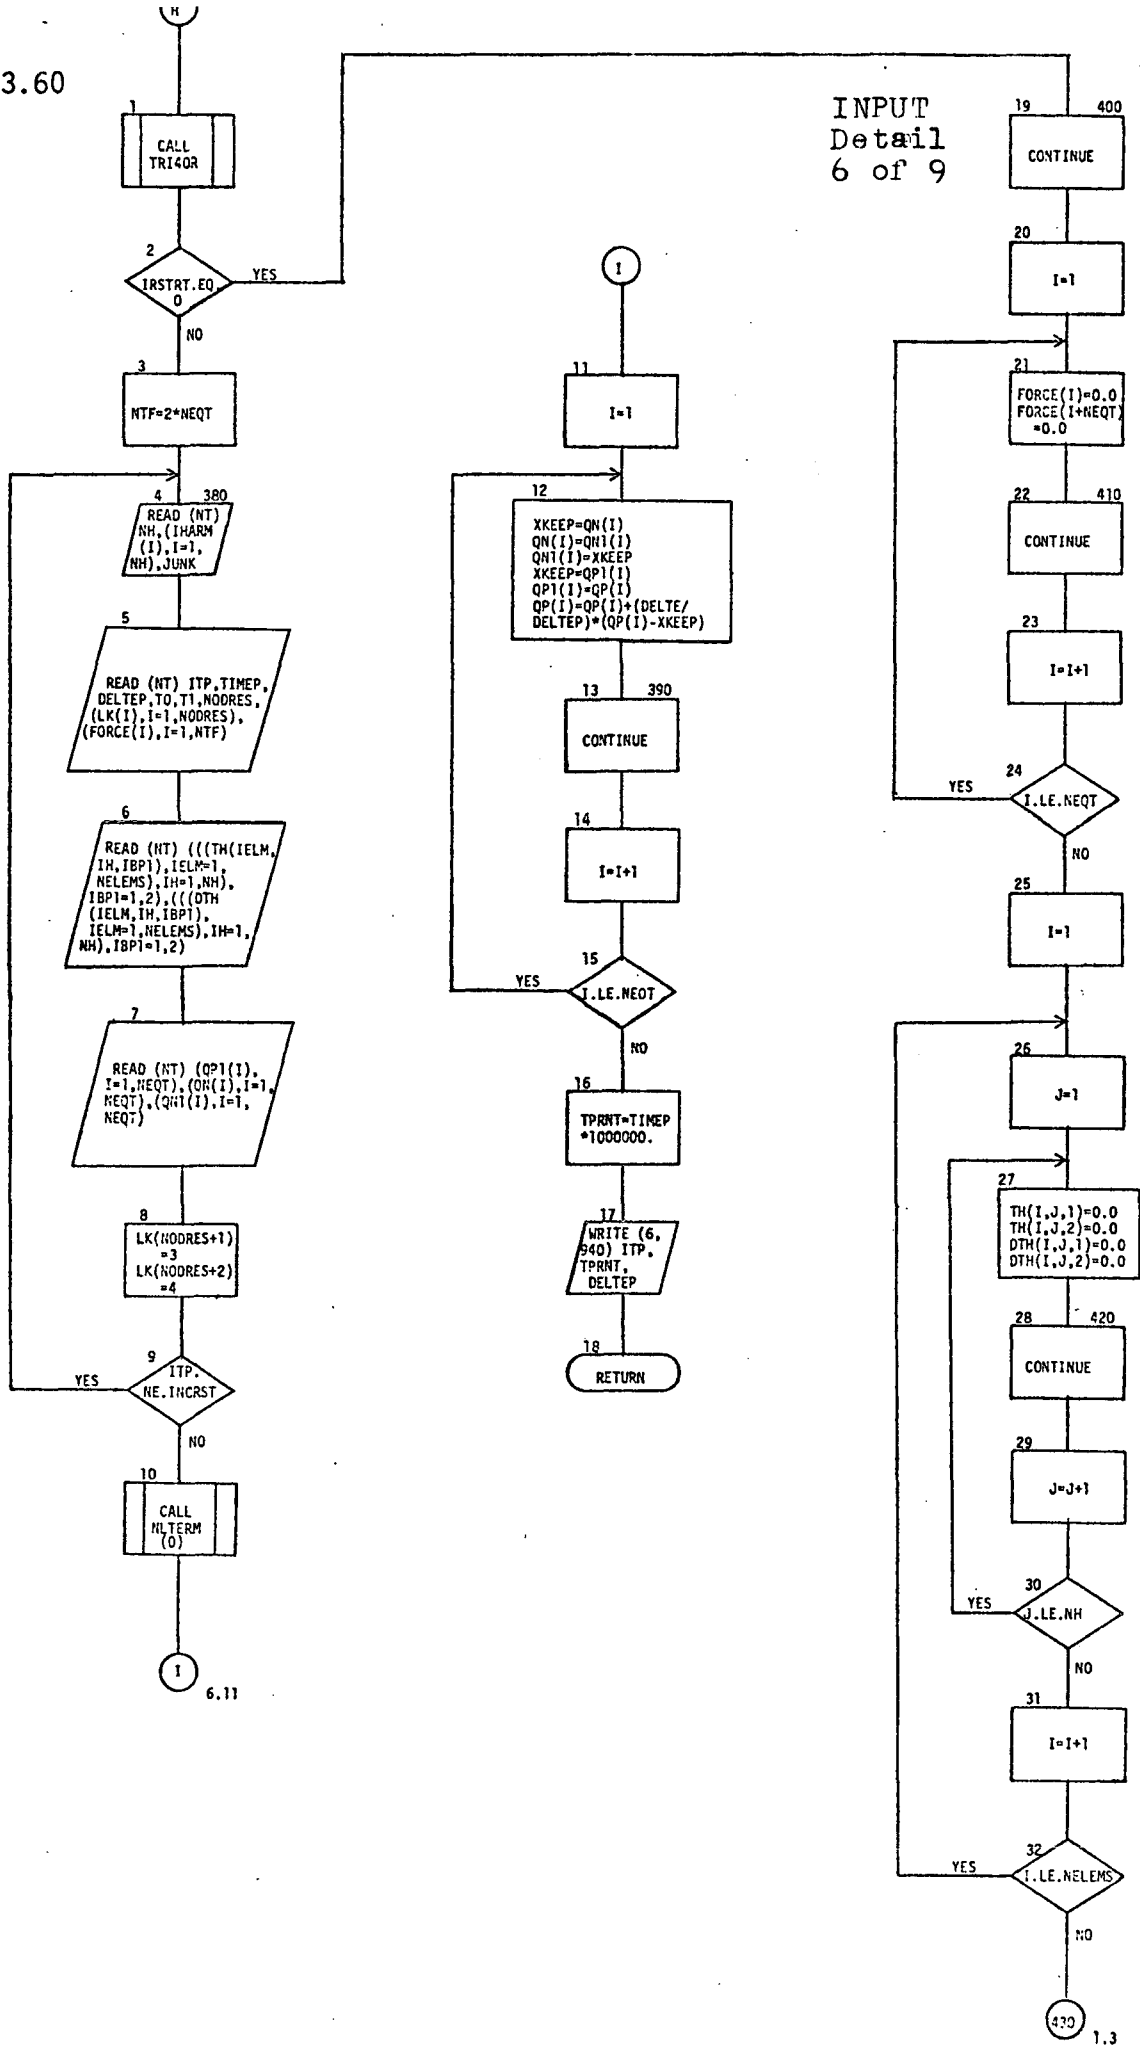 H
3.60
INPUT
Detail
6 of 9
1
CALL
TRI4OR
2
IRSTRT.EQ.
0
YES
NO
3
NTF=2*NEQT
4 380
READ (NT)
NH,(IHARM
(I),I=1,
NH),JUNK
5
READ (NT) ITP,TIMEP,
DELTEP,TO,T1,NODRES,
(LK(I),I=1,NODRES),
(FORCE(I),I=1,NTF)
6
READ (NT) (((TH(IELM,
IH,IBP1),IELM=1,
NELEMS),IH=1,NH),
IBP1=1,2),(((DTH
(IELM,IH,IBP1),
IELM=1,NELEMS),IH=1,
NH),IBP1=1,2)
7
READ (NT) (QP1(I),
I=1,NEQT),(QN(I),I=1,
NEQT),(QN1(I),I=1,
NEQT)
8
LK(NODRES+1)
=3
LK(NODRES+2)
=4
9
ITP.
NE.INCRST
YES
NO
10
CALL
NLTERM
(0)
I
6.11
I
11
I=1
12
XKEEP=QN(I)
QN(I)=QN1(I)
QN1(I)=XKEEP
XKEEP=QP1(I)
QP1(I)=QP(I)
QP(I)=QP(I)+(DELTE/
DELTEP)*(QP(I)-XKEEP)
13 390
CONTINUE
14
I=I+1
15
I.LE.NEQT
YES
NO
16
TPRNT=TIMEP
*1000000.
17
WRITE (6,
940) ITP,
TPRNT,
DELTEP
18
RETURN
19 400
CONTINUE
20
I=1
21
FORCE(I)=0.0
FORCE(I+NEQT)
=0.0
22 410
CONTINUE
23
I=I+1
24
I.LE.NEQT
YES
NO
25
I=1
26
J=1
27
TH(I,J,1)=0.0
TH(I,J,2)=0.0
DTH(I,J,1)=0.0
DTH(I,J,2)=0.0
28 420
CONTINUE
29
J=J+1
30
J.LE.NH
YES
NO
31
I=I+1
32
I.LE.NELEMS
YES
NO
430
1.3